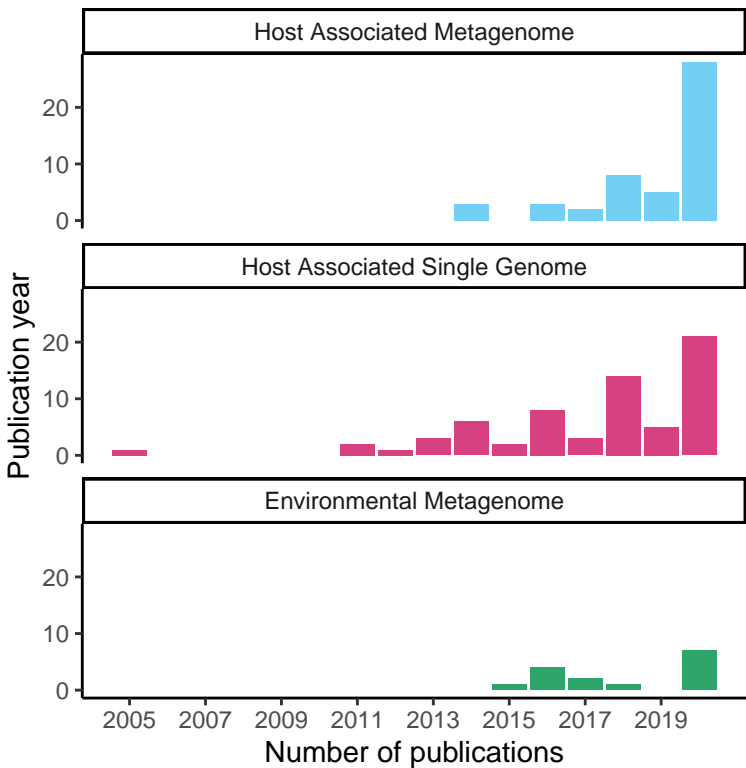 Host Associated Metagenome
20
10
0
Host Associated Single Genome
20
10
0
Publication year
Environmental Metagenome
20
10
0
2005 2007 2009 2011 2013 2015 2017 2019
Number of publications